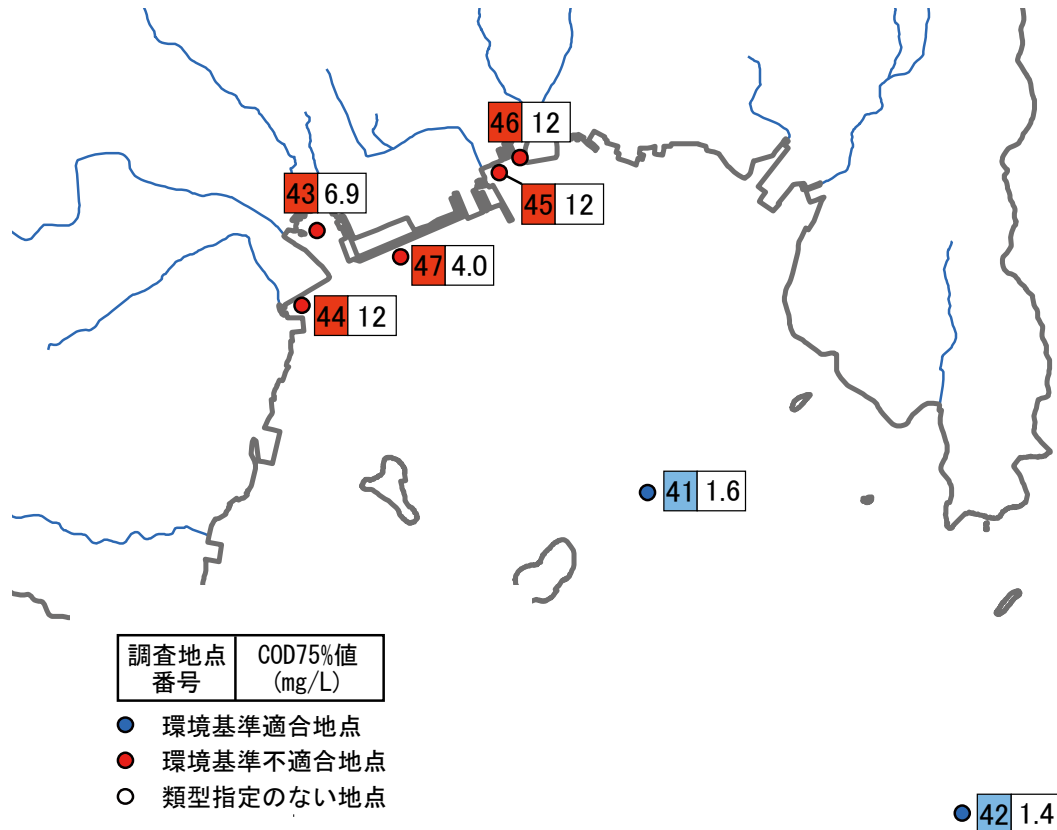 46 12
43 6.9
45 12
47 4.0
44 12
41 1.6
調査地点
番号
COD75%値
(mg/L)
環境基準適合地点
環境基準不適合地点
類型指定のない地点
42 1.4